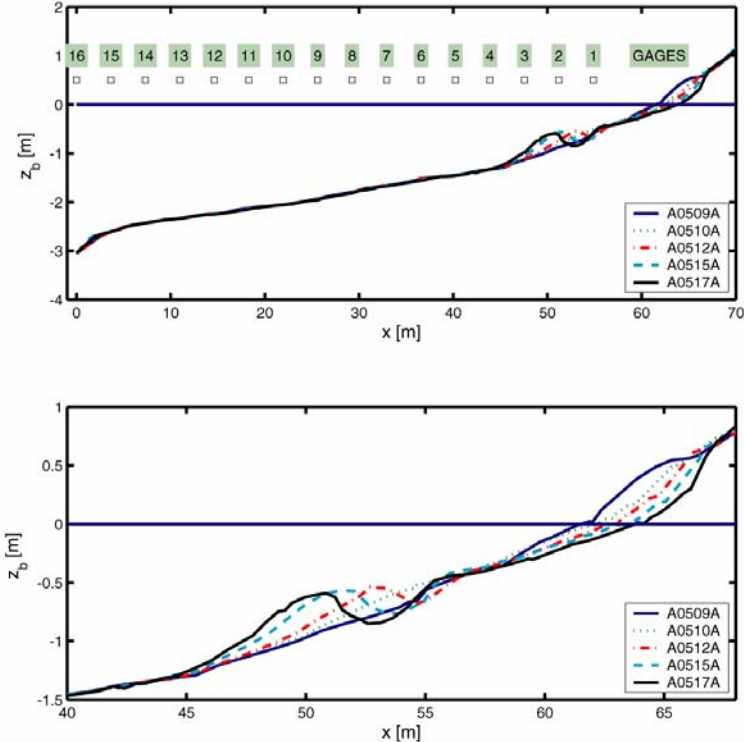 2
16 15 14 13 12 11 10 9 8 7 6 5 4 3 2 1 GAGES
1
0
-1
-2
-3
-4
z_b [m]
A0509A
A0510A
A0512A
A0515A
A0517A
0 10 20 30 40 50 60 70
x [m]
1
0.5
0
-0.5
-1
-1.5
z_b [m]
A0509A
A0510A
A0512A
A0515A
A0517A
40 45 50 55 60 65
x [m]